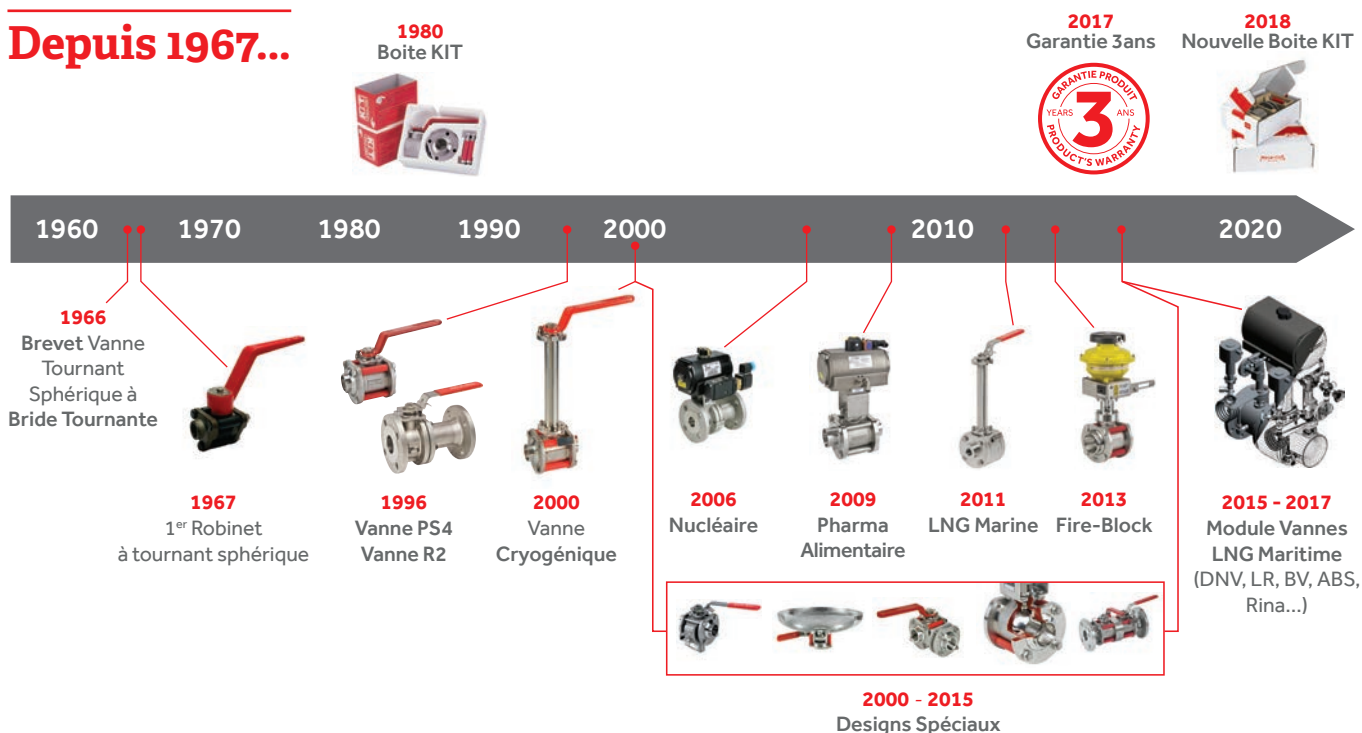 Depuis 1967...
1980
Boite KIT
2017
Garantie 3ans
GARANTIE PRODUIT
YEARS 3 ANS
PRODUCT'S WARRANTY
2018
Nouvelle Boite KIT
1960 1970 1980 1990 2000 2010 2020
1966
Brevet Vanne
Tournant
Sphérique à
Bride Tournante
1967
1er Robinet
à tournant sphérique
1996
Vanne PS4
Vanne R2
2000
Vanne
Cryogénique
2006
Nucléaire
2009
Pharma
Alimentaire
2011
LNG Marine
2013
Fire-Block
2015 - 2017
Module Vannes
LNG Maritime
(DNV, LR, BV, ABS,
Rina...)
2000 - 2015
Designs Spéciaux